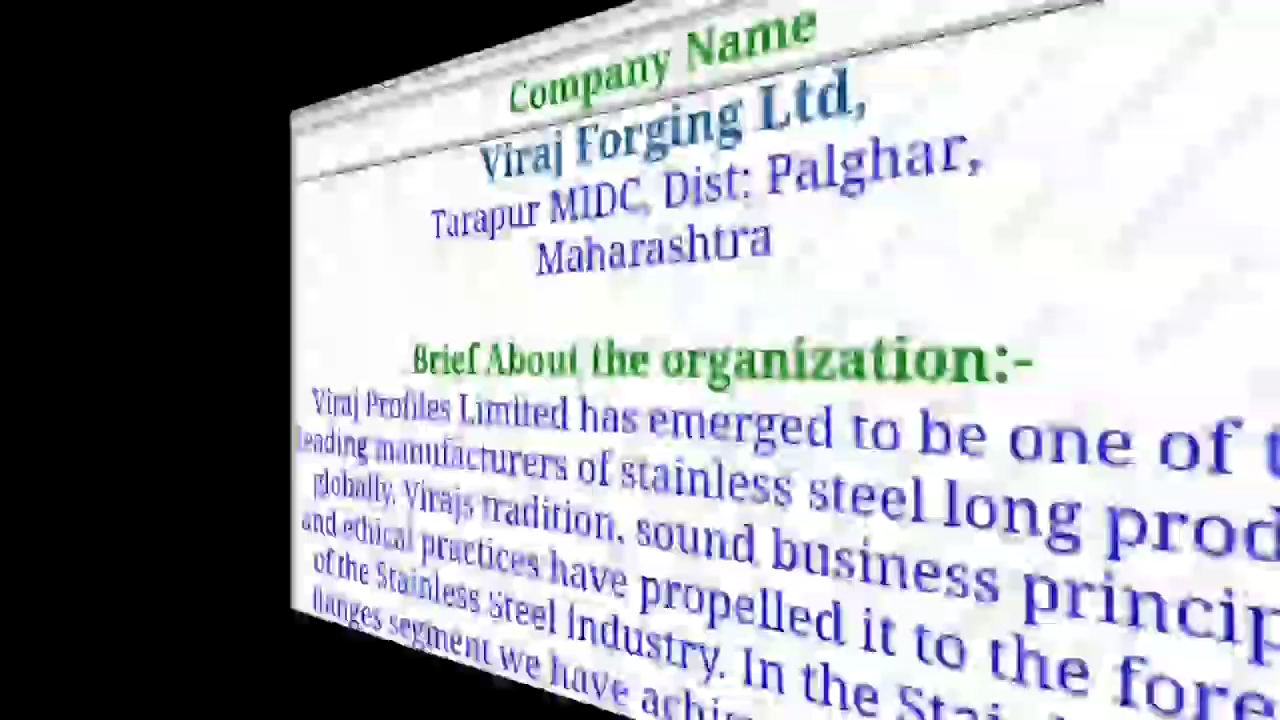 Company Name
Viraj Forging Ltd,
Tarapur MIDC, Dist: Palghar,
Maharashtra
Brief About the organization:-
Viraj Profiles Limited has emerged to be one of
leading manufacturers of stainless steel long prod
globally. Virajs tradition, sound business princip
and ethical practices have propelled it to the fore
of the Stainless Steel Industry. In the Stai
flanges segment we have achi